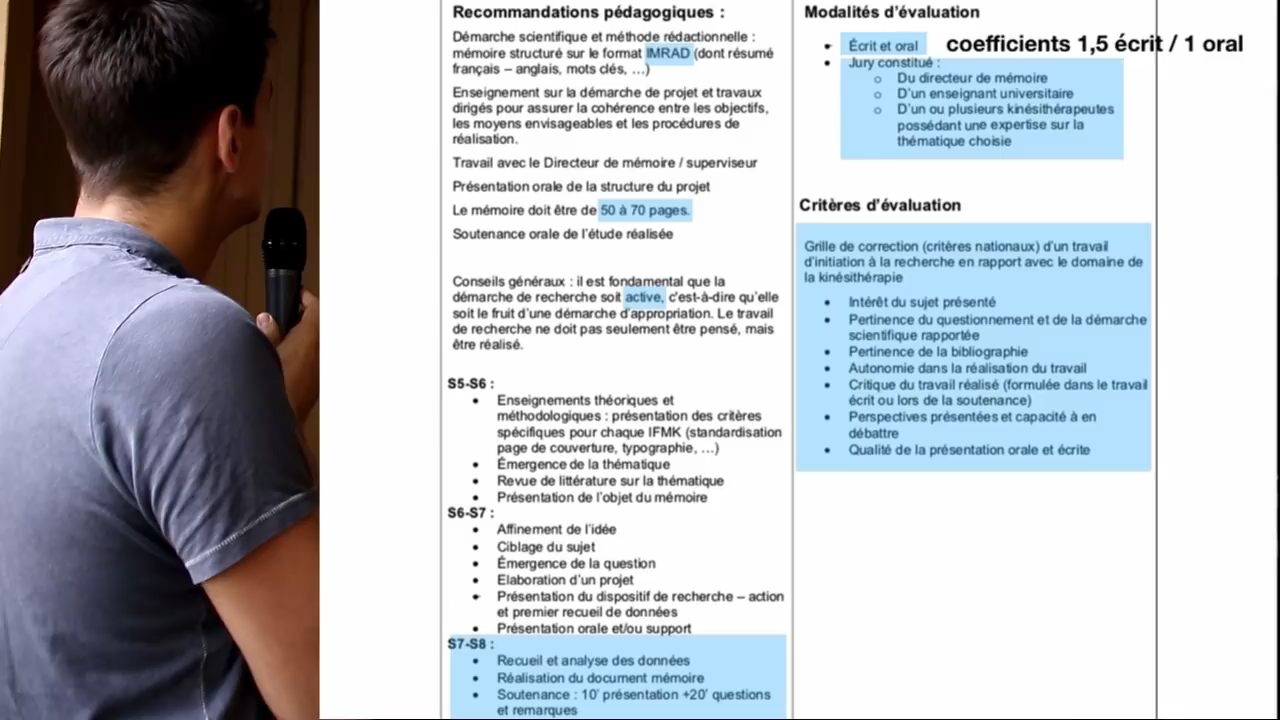 Recommandations pédagogiques :
Démarche scientifique et méthode rédactionnelle :
mémoire structuré sur le format IMRAD (dont résumé
français – anglais, mots clés, …)
Enseignement sur la démarche de projet et travaux
dirigés pour assurer la cohérence entre les objectifs,
les moyens envisageables et les procédures de
réalisation.
Travail avec le Directeur de mémoire / superviseur
Présentation orale de la structure du projet
Le mémoire doit être de 50 à 70 pages.
Soutenance orale de l’étude réalisée
Conseils généraux : il est fondamental que la
démarche de recherche soit active, c'est-à-dire qu’elle
soit le fruit d’une démarche d’appropriation. Le travail
de recherche ne doit pas seulement être pensé, mais
être réalisé.
S5-S6 :
• Enseignements théoriques et
méthodologiques : présentation des critères
spécifiques pour chaque IFMK (standardisation
page de couverture, typographie, …)
• Émergence de la thématique
• Revue de littérature sur la thématique
• Présentation de l’objet du mémoire
S6-S7 :
• Affinement de l’idée
• Ciblage du sujet
• Émergence de la question
• Elaboration d’un projet
• Présentation du dispositif de recherche – action
et premier recueil de données
• Présentation orale et/ou support
S7-S8 :
• Recueil et analyse des données
• Réalisation du document mémoire
• Soutenance : 10’ présentation +20’ questions
et remarques
Modalités d’évaluation
• Écrit et oral coefficients 1,5 écrit / 1 oral
• Jury constitué :
o Du directeur de mémoire
o D’un enseignant universitaire
o D’un ou plusieurs kinésithérapeutes
possédant une expertise sur la
thématique choisie
Critères d’évaluation
Grille de correction (critères nationaux) d’un travail
d’initiation à la recherche en rapport avec le domaine de
la kinésithérapie
• Intérêt du sujet présenté
• Pertinence du questionnement et de la démarche
scientifique rapportée
• Pertinence de la bibliographie
• Autonomie dans la réalisation du travail
• Critique du travail réalisé (formulée dans le travail
écrit ou lors de la soutenance)
• Perspectives présentées et capacité à en
débattre
• Qualité de la présentation orale et écrite